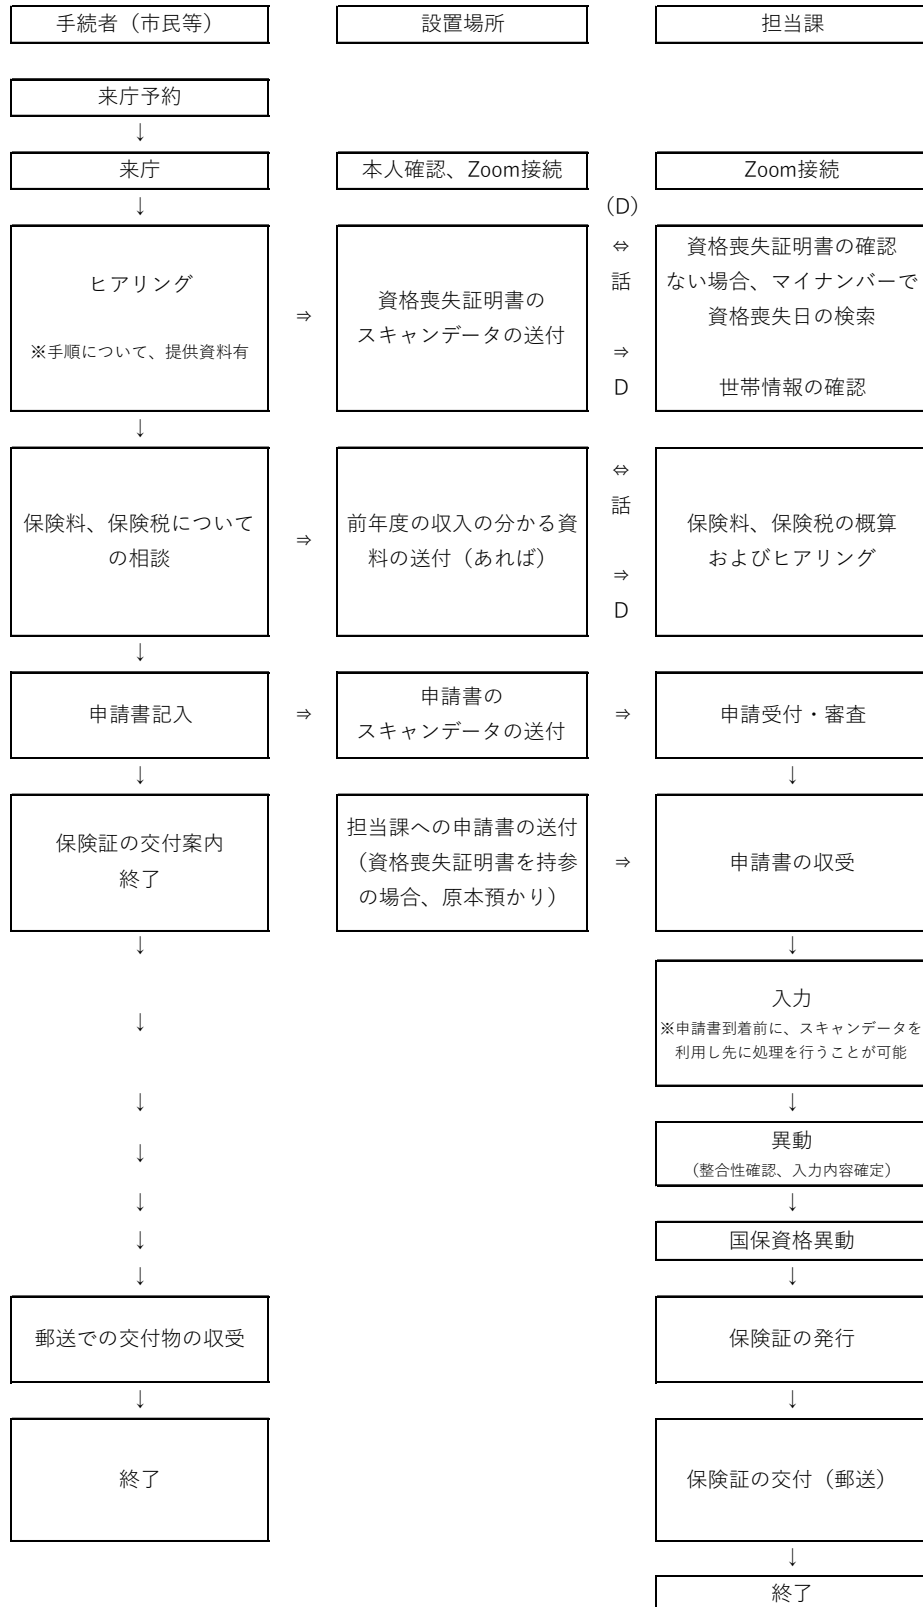 手続者（市民等）
設置場所
担当課
来庁予約
↓
来庁
本人確認、Zoom接続
Zoom接続
↓
（D）
ヒアリング
※手順について、提供資料有
⇒
資格喪失証明書の
スキャンデータの送付
⇔
話
⇒
D
資格喪失証明書の確認
ない場合、マイナンバーで
資格喪失日の検索
世帯情報の確認
↓
保険料、保険税について
の相談
⇒
前年度の収入の分かる資
料の送付（あれば）
⇔
話
⇒
D
保険料、保険税の概算
およびヒアリング
↓
申請書記入
⇒
申請書の
スキャンデータの送付
⇒
申請受付・審査
↓
↓
保険証の交付案内
終了
担当課への申請書の送付
（資格喪失証明書を持参
の場合、原本預かり）
⇒
申請書の収受
↓
↓
↓
入力
※申請書到着前に、スキャンデータを
利用し先に処理を行うことが可能
↓
↓
↓
異動
（整合性確認、入力内容確定）
↓
↓
↓
国保資格異動
↓
↓
郵送での交付物の収受
保険証の発行
↓
↓
終了
保険証の交付（郵送）
↓
終了